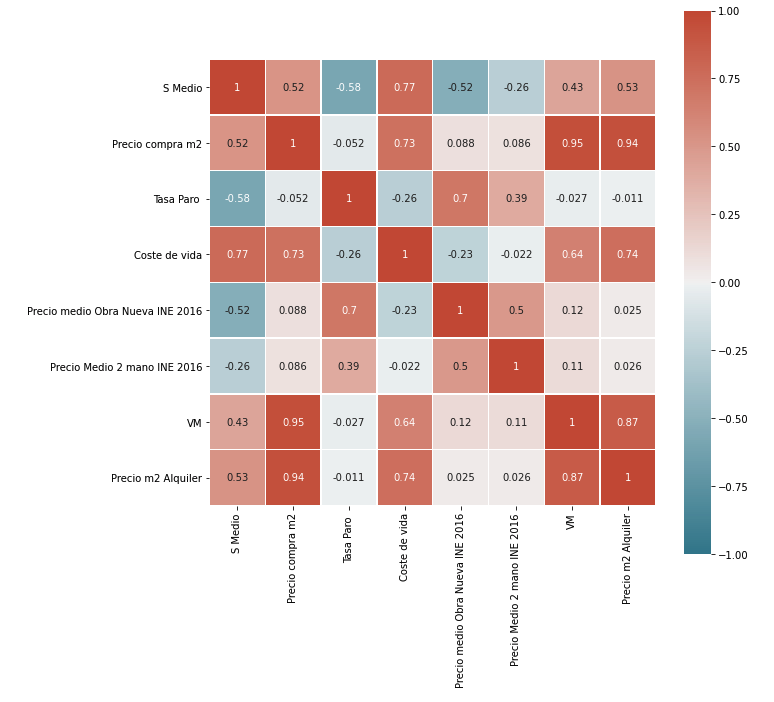 S Medio 1 0.52 -0.58 0.77 -0.52 -0.26 0.43 0.53
Precio compra m2 0.52 1 -0.052 0.73 0.088 0.086 0.95 0.94
Tasa Paro -0.58 -0.052 1 -0.26 0.7 0.39 -0.027 -0.011
Coste de vida 0.77 0.73 -0.26 1 -0.23 -0.022 0.64 0.74
Precio medio Obra Nueva INE 2016 -0.52 0.088 0.7 -0.23 1 0.5 0.12 0.025
Precio Medio 2 mano INE 2016 -0.26 0.086 0.39 -0.022 0.5 1 0.11 0.026
VM 0.43 0.95 -0.027 0.64 0.12 0.11 1 0.87
Precio m2 Alquiler 0.53 0.94 -0.011 0.74 0.025 0.026 0.87 1
S Medio
Precio compra m2
Tasa Paro
Coste de vida
Precio medio Obra Nueva INE 2016
Precio Medio 2 mano INE 2016
VM
Precio m2 Alquiler
1.00
0.75
0.50
0.25
0.00
−0.25
−0.50
−0.75
−1.00